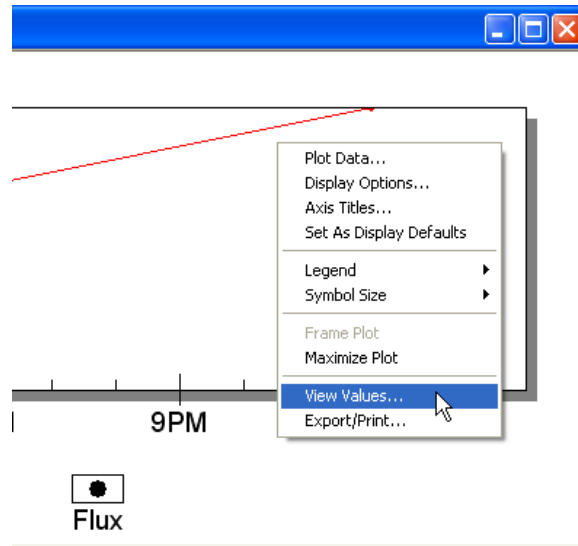 Plot Data...
Display Options...
Axis Titles...
Set As Display Defaults
Legend
Symbol Size
Frame Plot
Maximize Plot
View Values...
Export/Print...
9PM
Flux